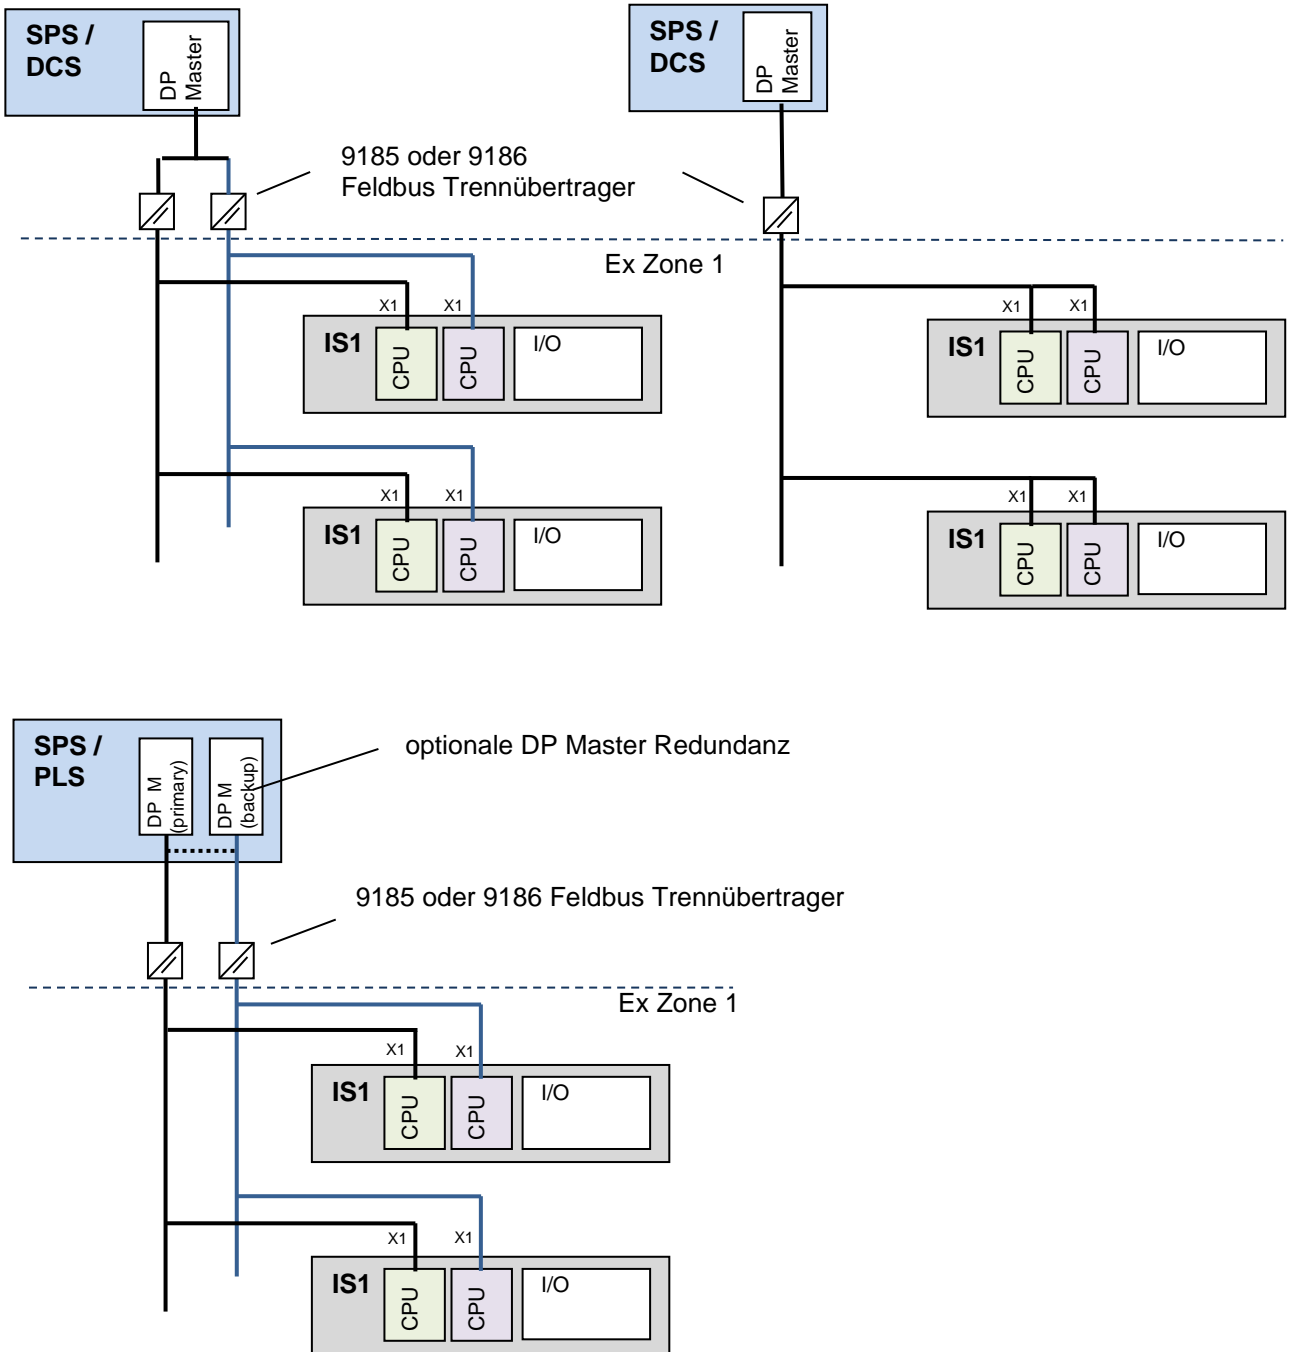 SPS /
DCS
DP
Master
SPS /
DCS
DP
Master
9185 oder 9186
Feldbus Trennübertrager
Ex Zone 1
X1
X1
IS1
CPU
CPU
I/O
X1
X1
IS1
CPU
CPU
I/O
X1
X1
IS1
CPU
CPU
I/O
X1
X1
IS1
CPU
CPU
I/O
SPS /
PLS
DP M
(primary)
DP M
(backup)
optionale DP Master Redundanz
9185 oder 9186 Feldbus Trennübertrager
Ex Zone 1
X1
X1
IS1
CPU
CPU
I/O
X1
X1
IS1
CPU
CPU
I/O